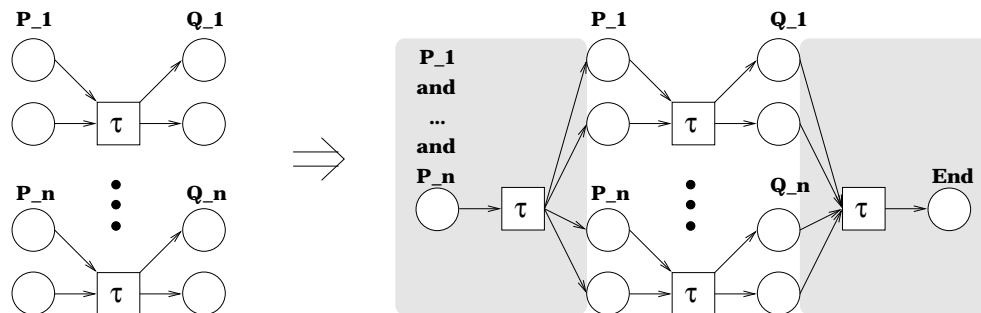 P_1 Q_1
τ
P_n Q_n
τ
P_1
and
...
and
P_n
τ
P_1 Q_1
τ
P_n Q_n
τ
τ
End